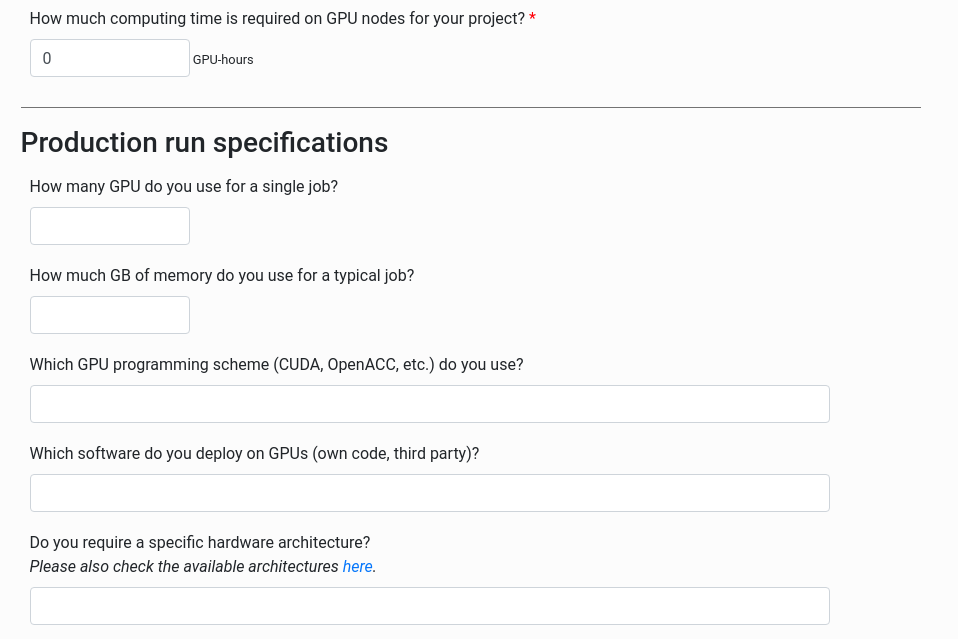 How much computing time is required on GPU nodes for your project? *
0 GPU-hours
Production run specifications
How many GPU do you use for a single job?
How much GB of memory do you use for a typical job?
Which GPU programming scheme (CUDA, OpenACC, etc.) do you use?
Which software do you deploy on GPUs (own code, third party)?
Do you require a specific hardware architecture?
Please also check the available architectures here.